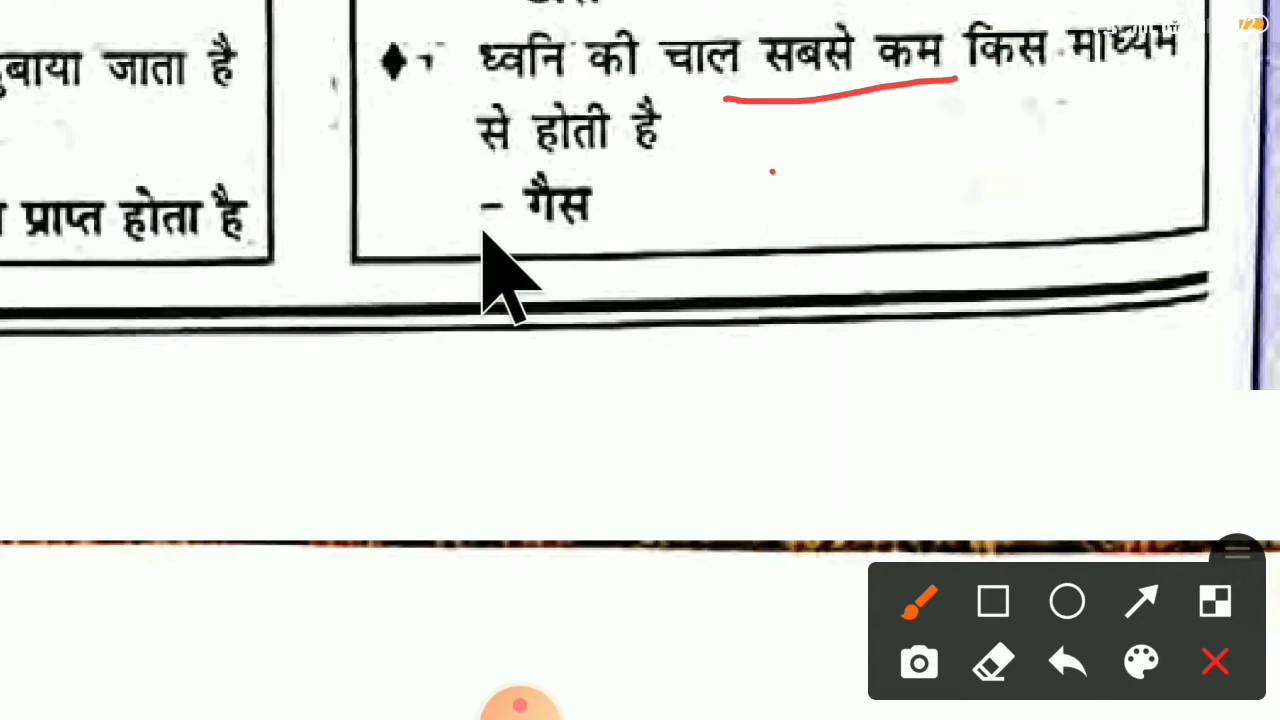 जाता है
प्राप्त होता है
ध्वनि की चाल सबसे कम किस माध्यम
से होती है
- गैस